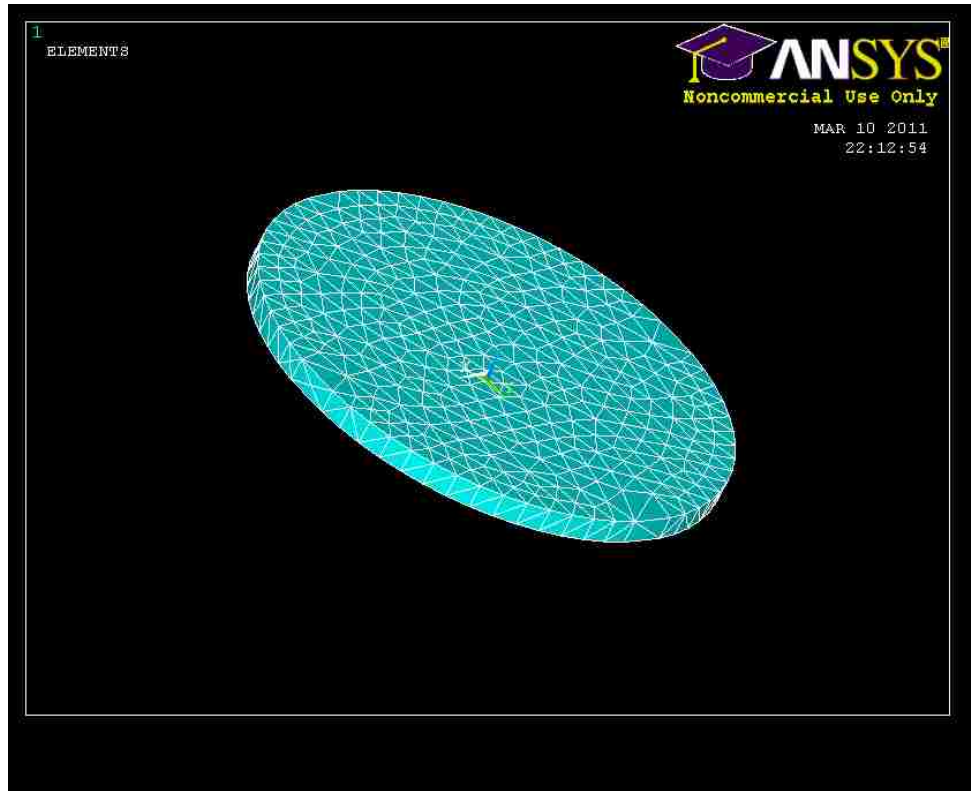 1
ELEMENTS
ANSYS
Noncommercial Use Only
MAR 10 2011
22:12:54